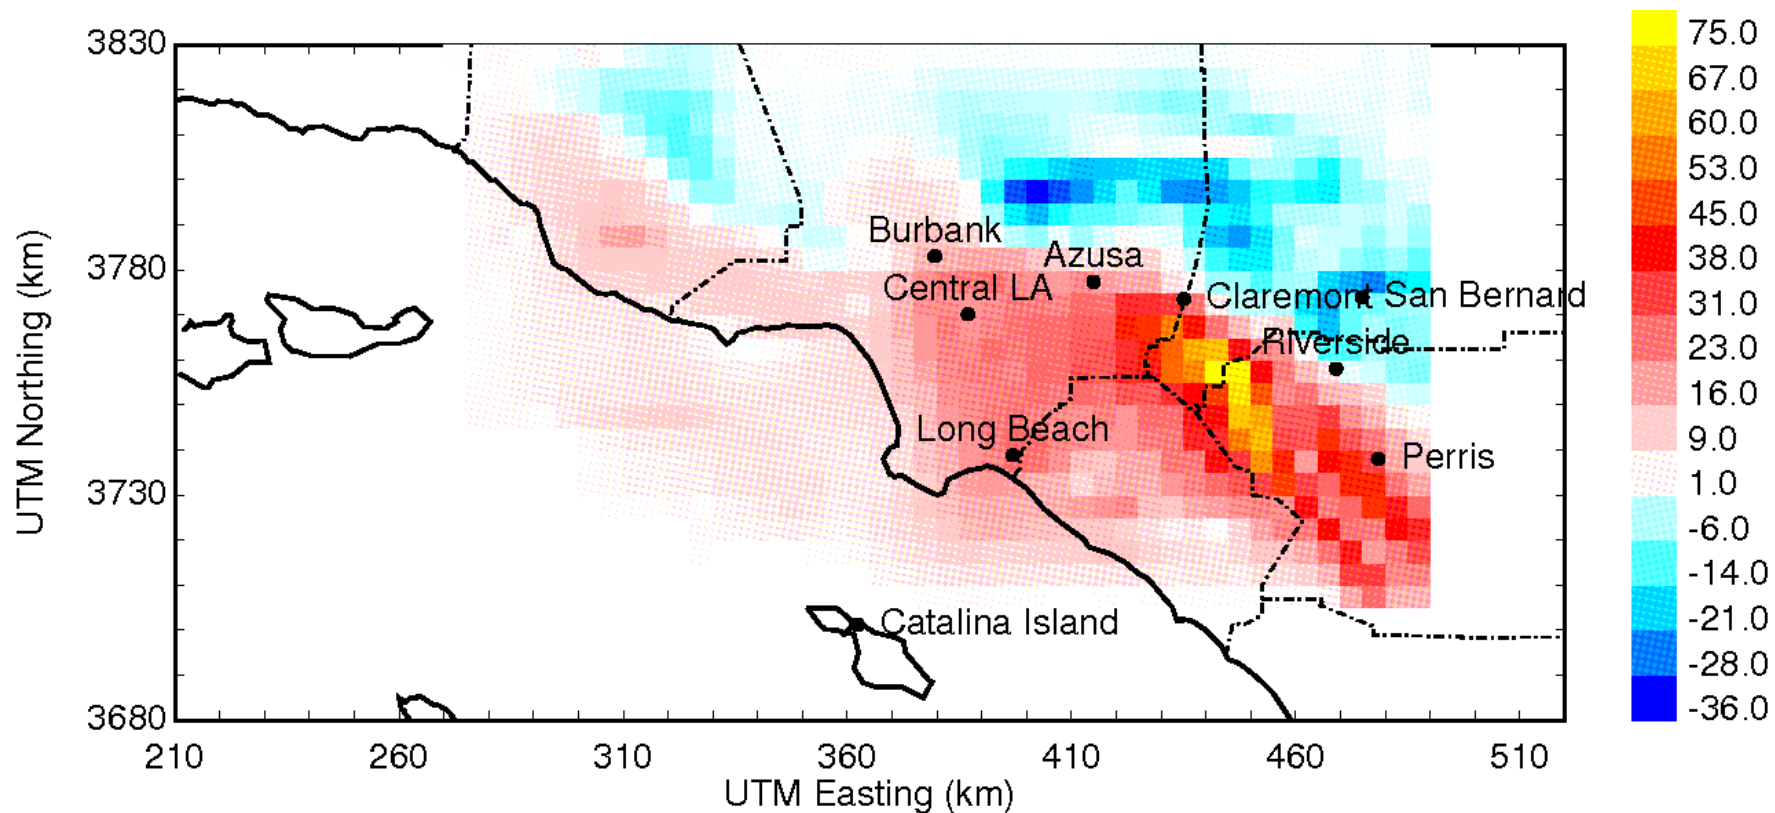 3830
3780
3730
3680
UTM Northing (km)
210
260
310
360
410
460
510
UTM Easting (km)
Burbank
Azusa
Central LA
Claremont
San Bernard
Riverside
Long Beach
Perris
Catalina Island
75.0
67.0
60.0
53.0
45.0
38.0
31.0
23.0
16.0
9.0
1.0
-6.0
-14.0
-21.0
-28.0
-36.0